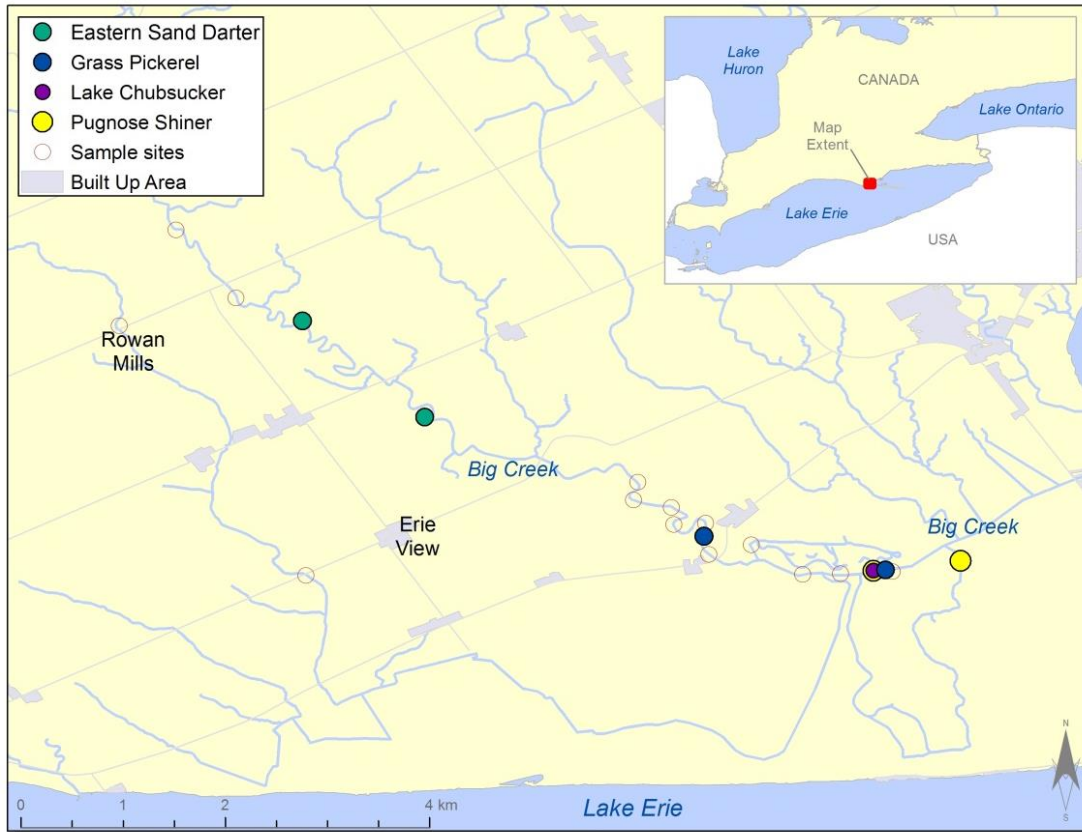 Eastern Sand Darter
Grass Pickerel
Lake Chubsucker
Pugnose Shiner
Sample sites
Built Up Area
Lake
Huron
CANADA
Lake Ontario
Map
Extent
Lake Erie
USA
Rowan
Mills
Big Creek
Erie
View
Big Creek
N
S
0 1 2 4 km
Lake Erie